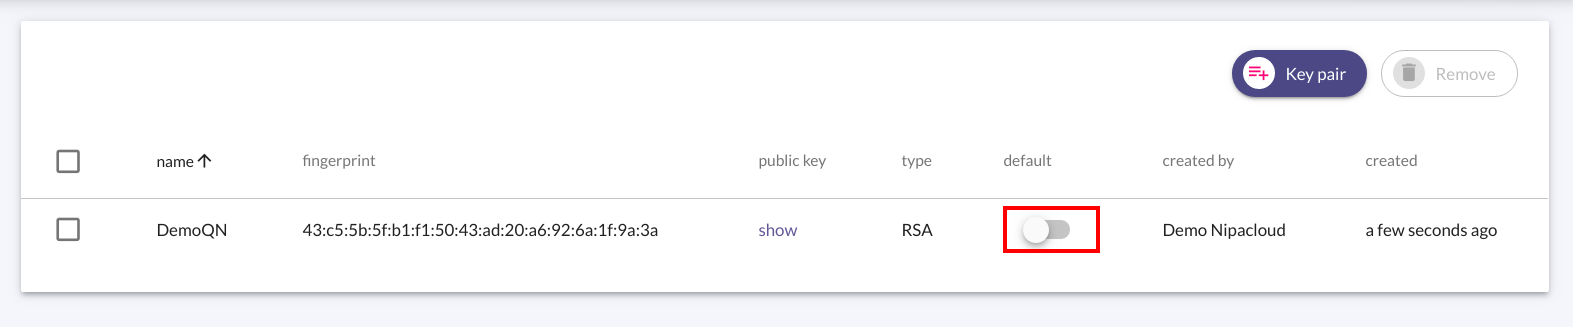 Key pair Remove
name fingerprint public key type default created by created
DemoQN 43:c5:5b:5f:b1:f1:50:43:ad:20:a6:92:6a:1f:9a:3a show RSA Demo Nipacloud a few seconds ago